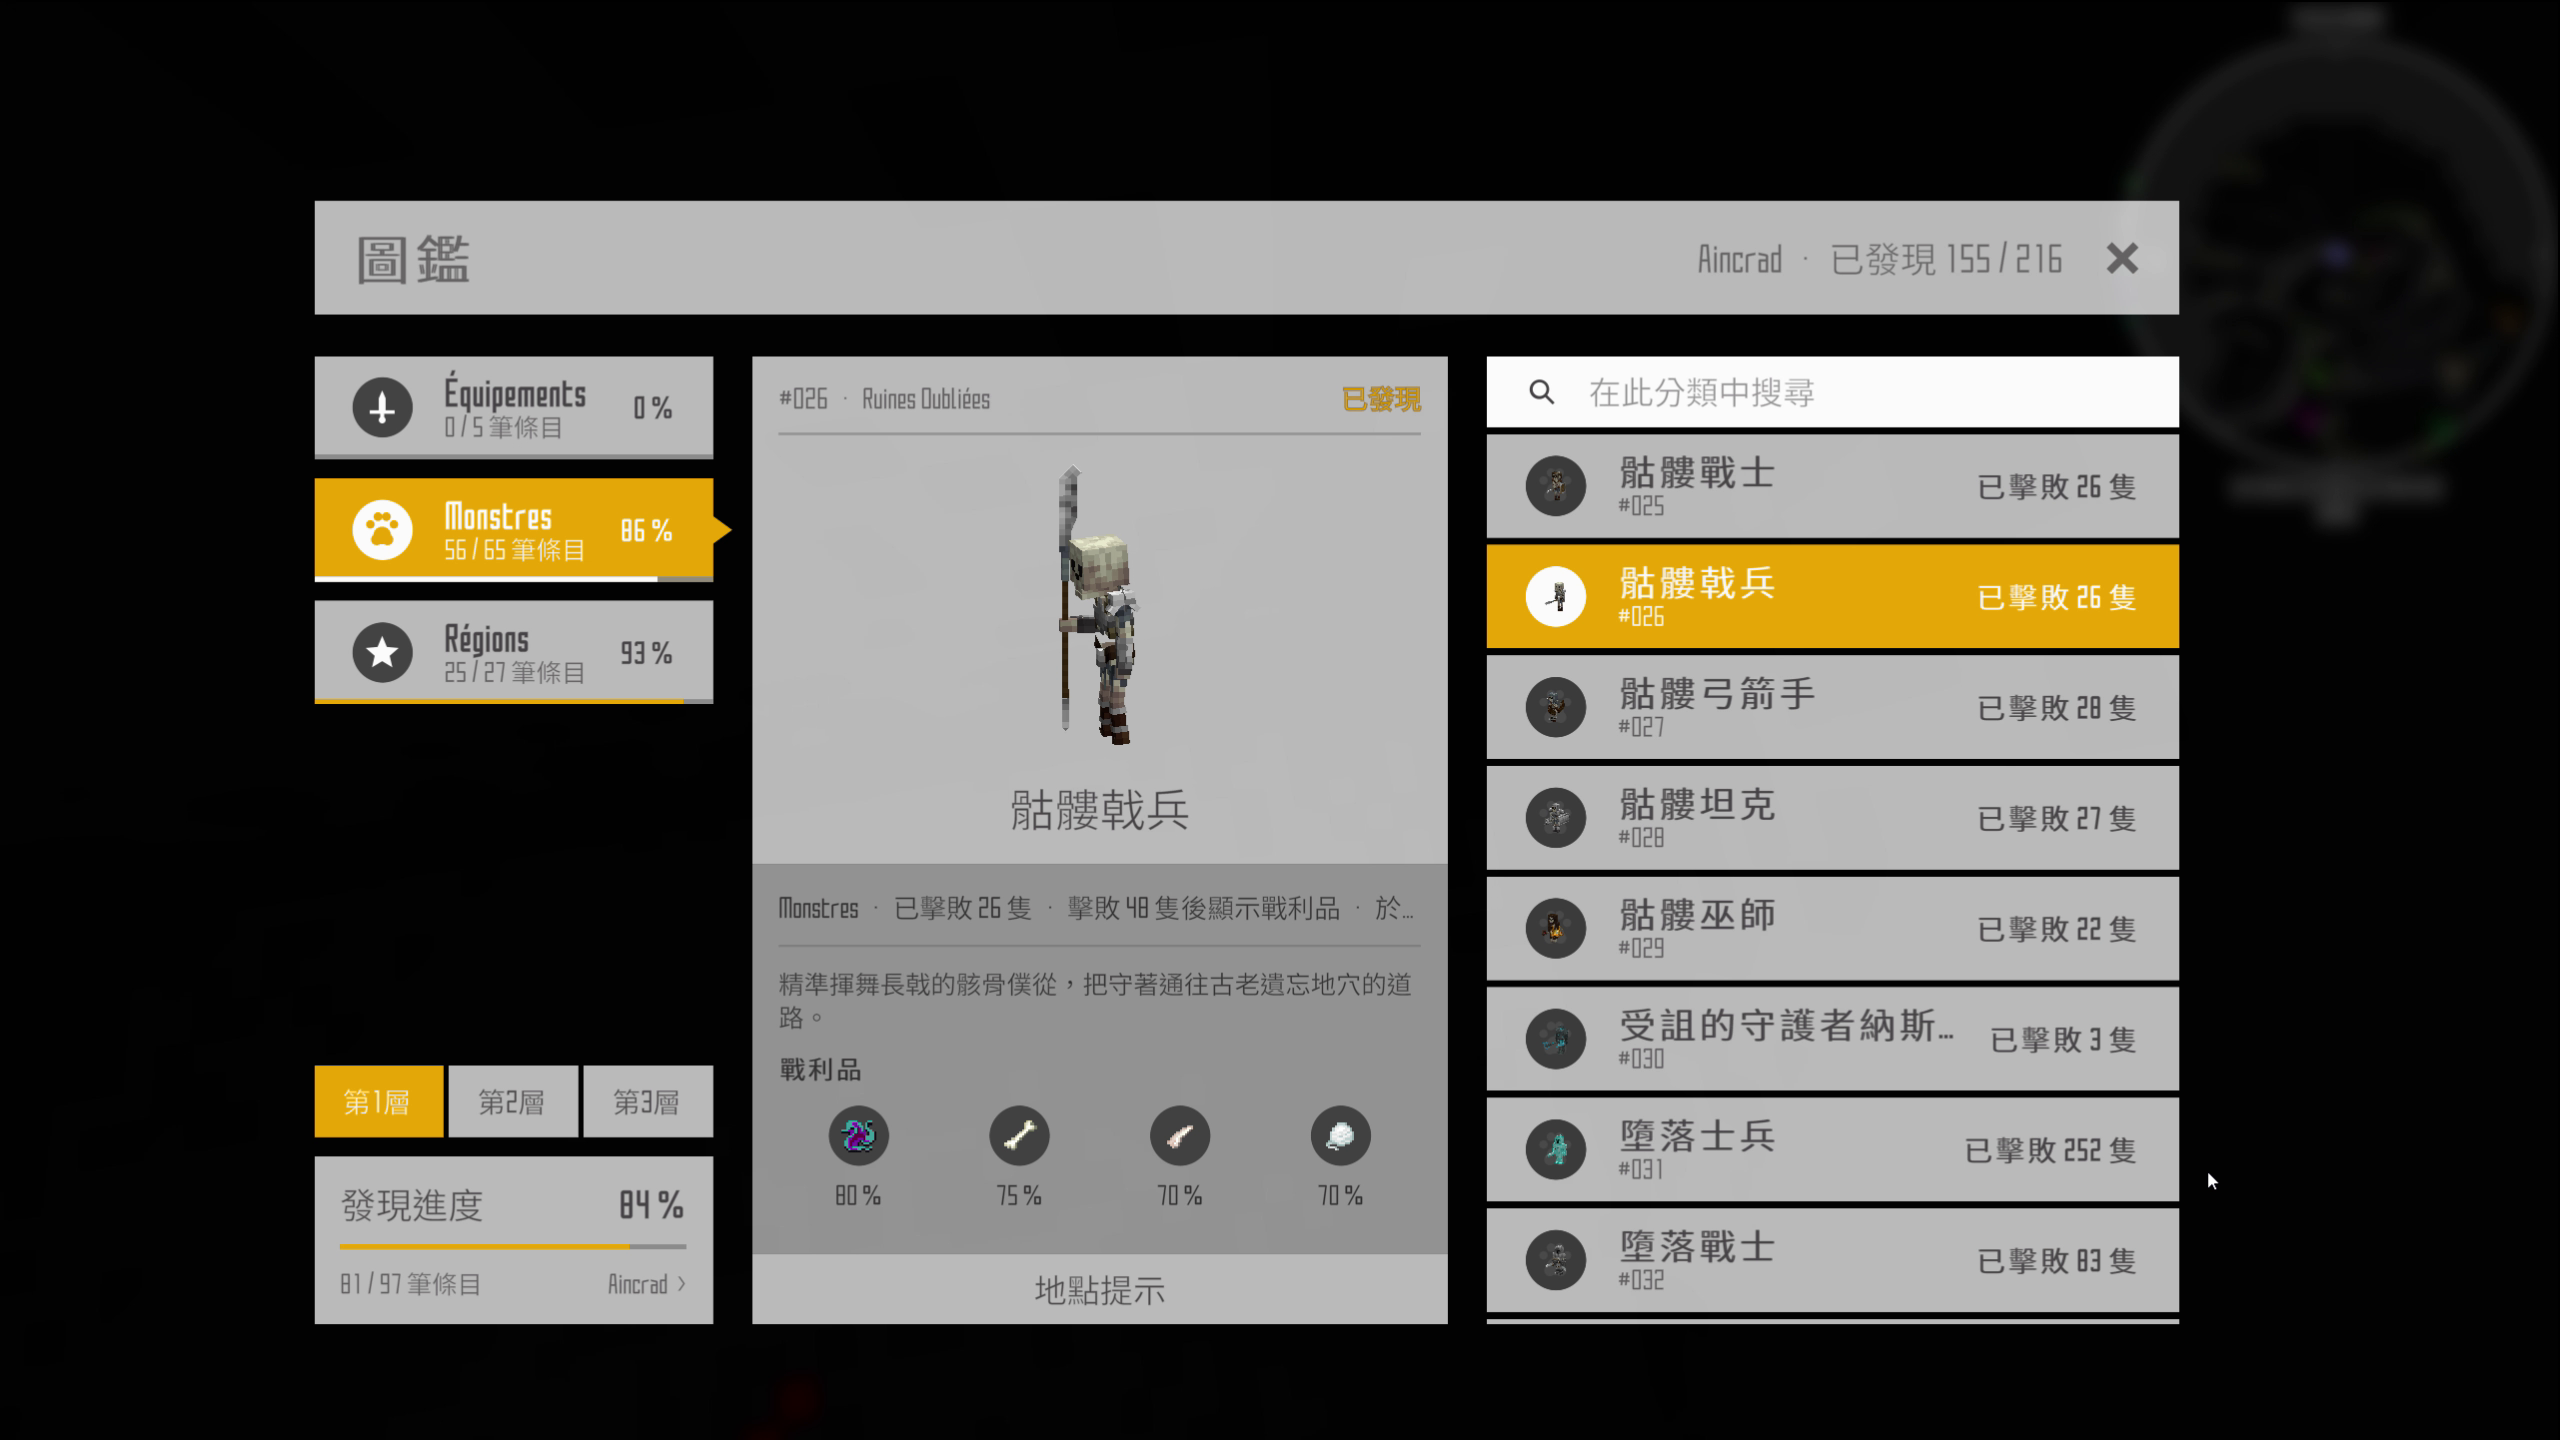 圖鑑
Aincrad · 已發現 155 / 216
Équipements
0 / 5 筆條目
0 %
Monstres
56 / 65 筆條目
86 %
Régions
25 / 27 筆條目
93 %
第1層
第2層
第3層
發現進度
84 %
81 / 97 筆條目
Aincrad >
#026 · Ruines Oubliées
已發現
骷髏戟兵
Monstres · 已擊敗 26 隻 · 擊敗 48 隻後顯示戰利品 · 於...
精準揮舞長戟的骸骨僕從，把守著通往古老遺忘地穴的道
路。
戰利品
80 %
75 %
70 %
70 %
地點提示
在此分類中搜尋
骷髏戰士
#025
已擊敗 26 隻
骷髏戟兵
#026
已擊敗 26 隻
骷髏弓箭手
#027
已擊敗 28 隻
骷髏坦克
#028
已擊敗 27 隻
骷髏巫師
#029
已擊敗 22 隻
受詛的守護者納斯...
#030
已擊敗 3 隻
墮落士兵
#031
已擊敗 252 隻
墮落戰士
#032
已擊敗 83 隻